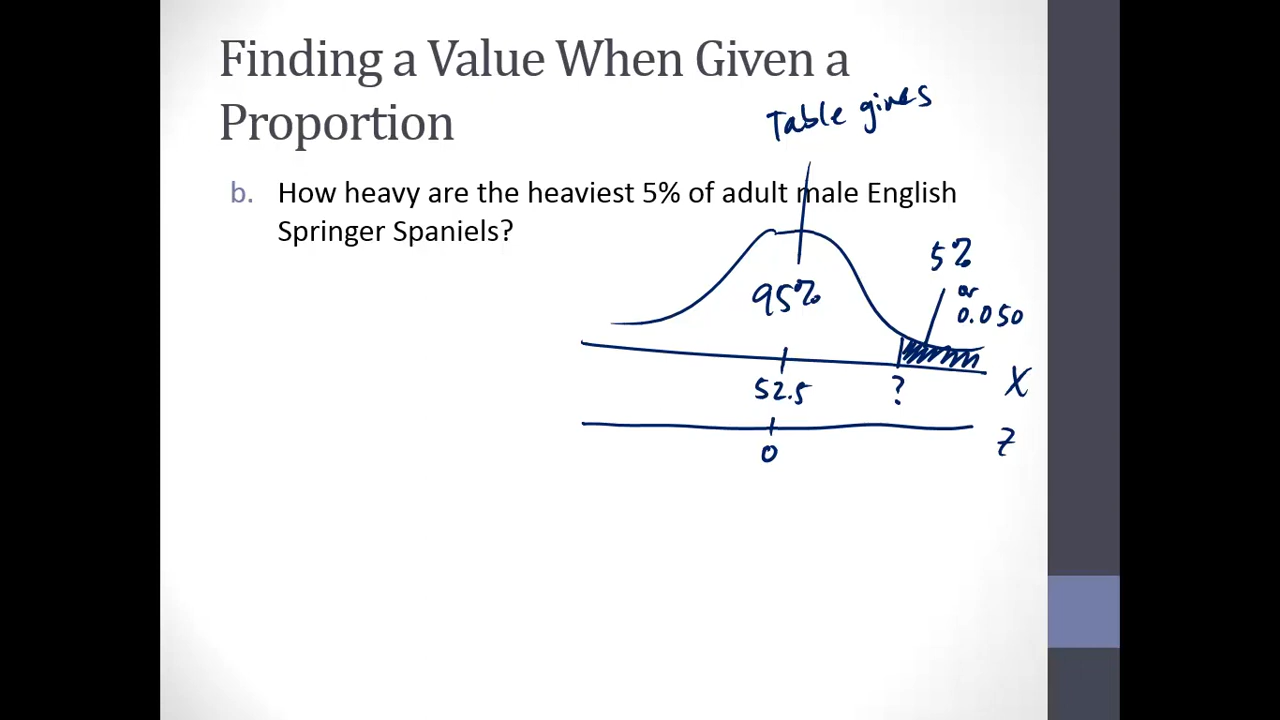 Finding a Value When Given a
Proportion
Table gives
b. How heavy are the heaviest 5% of adult male English
Springer Spaniels?
5%
or
0.050
95%
52.5
?
X
0
Z